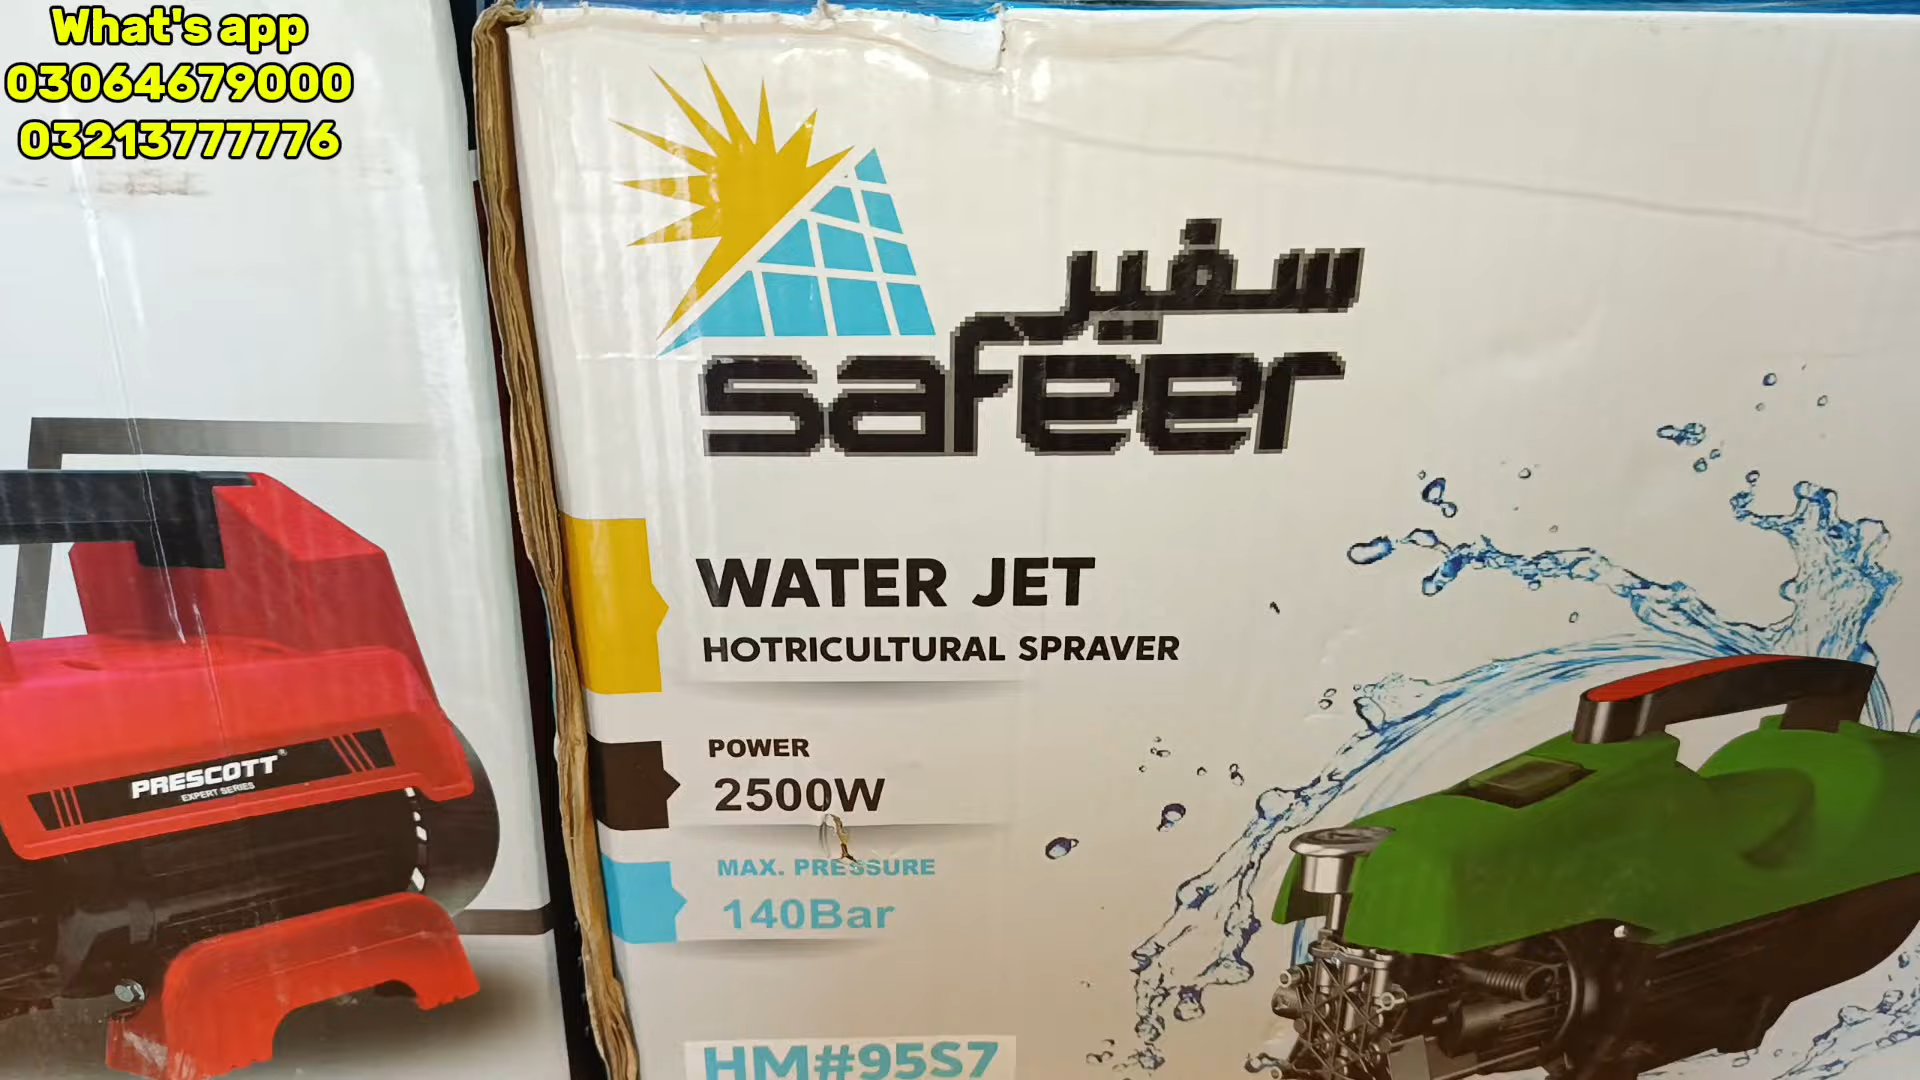 What's app
03064679000
03213777776
سفیر
safeer
WATER JET
HOTRICULTURAL SPRAVER
POWER
2500W
MAX. PRESSURE
140Bar
HM#95S7
PRESCOTT®
EXPERT SERIES